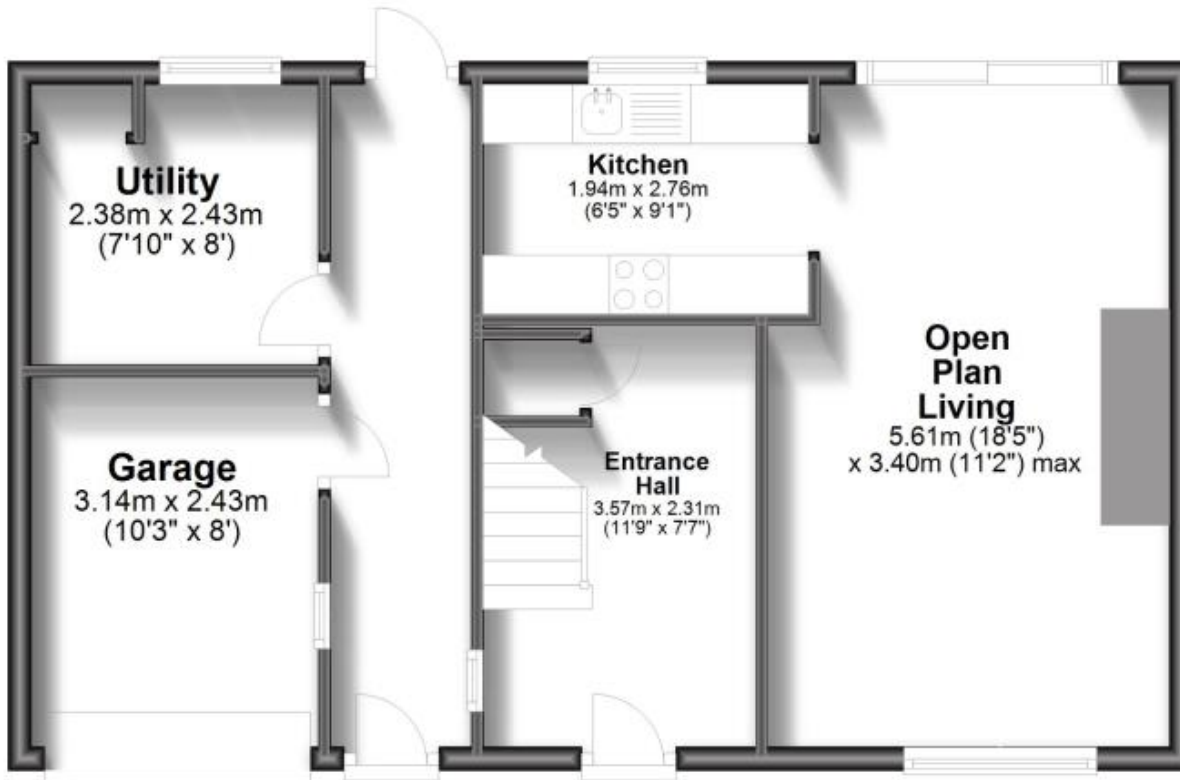 Utility
2.38m x 2.43m
(7'10" x 8')
Kitchen
1.94m x 2.76m
(6'5" x 9'1")
Garage
3.14m x 2.43m
(10'3" x 8')
Entrance
Hall
3.57m x 2.31m
(11'9" x 7'7")
Open
Plan
Living
5.61m (18'5")
x 3.40m (11'2") max